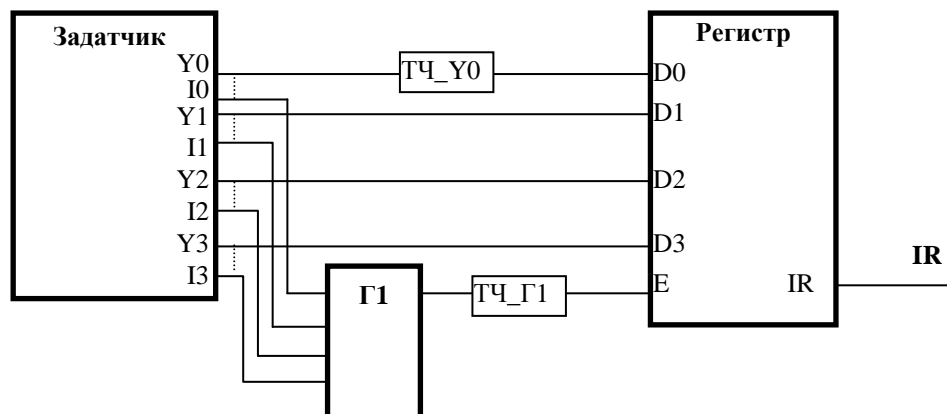 Задатчик
Y0
I0
Y1
I1
Y2
I2
Y3
I3
ТЧ_Y0
Г1
ТЧ_Г1
Регистр
D0
D1
D2
D3
E
IR
IR